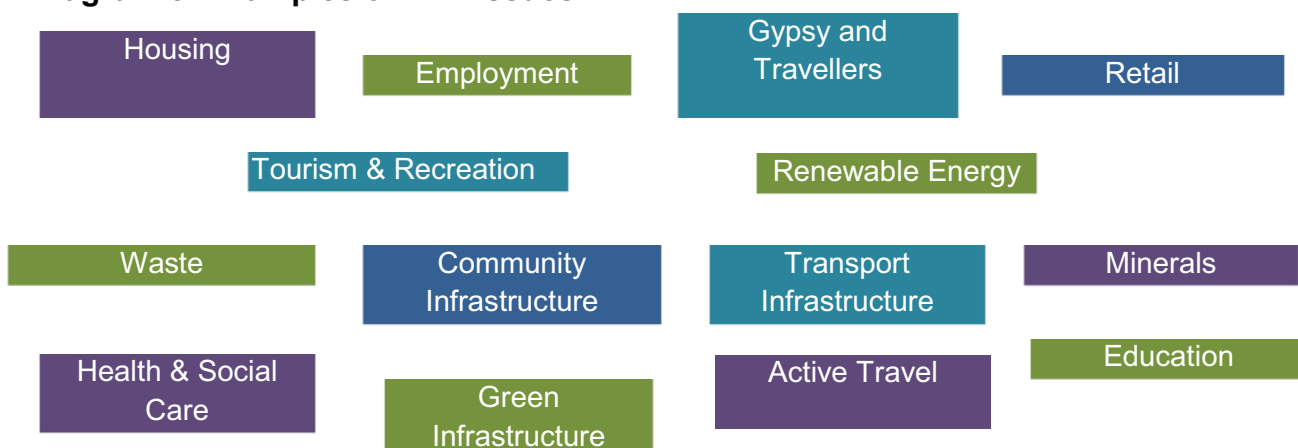 Housing
Employment
Gypsy and
Travellers
Retail
Tourism & Recreation
Renewable Energy
Waste
Community
Infrastructure
Transport
Infrastructure
Minerals
Health & Social
Care
Green
Infrastructure
Active Travel
Education